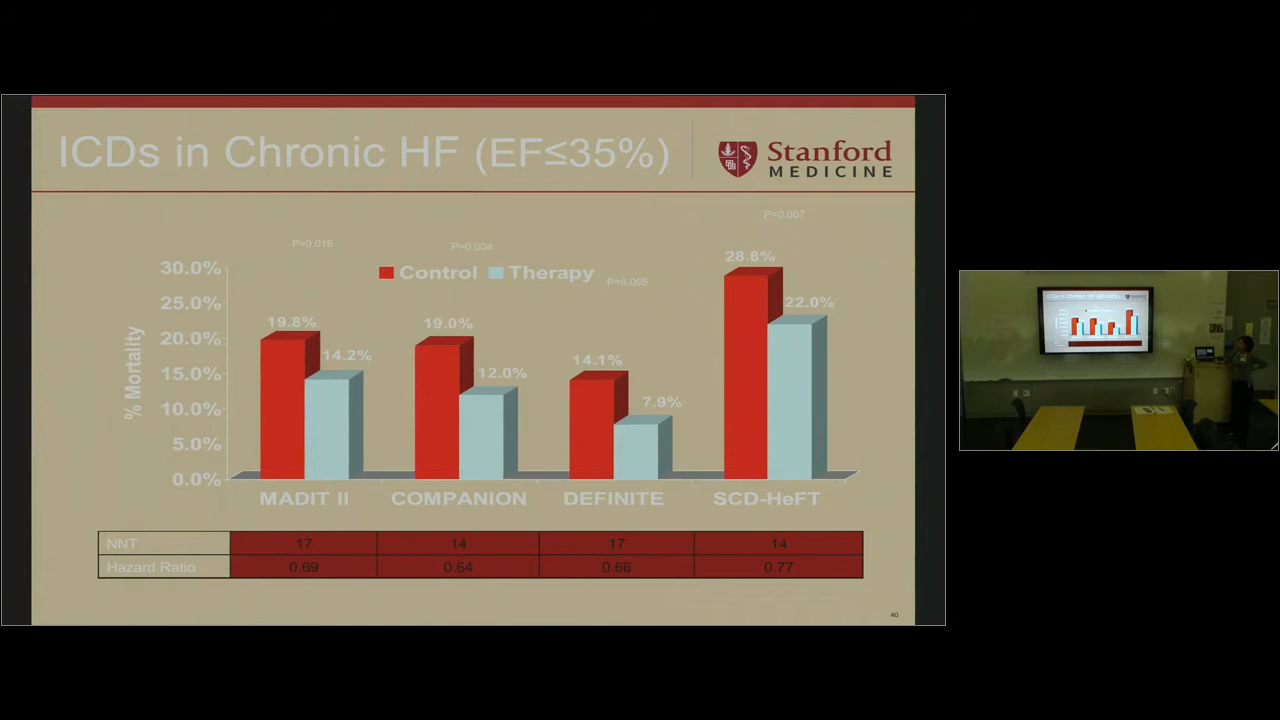 ICDs in Chronic HF (EF≤35%)
Stanford
MEDICINE
P=0.007
P=0.016
P=0.004
P=0.065
Control
Therapy
% Mortality
30.0%
25.0%
20.0%
15.0%
10.0%
5.0%
0.0%
19.8%
14.2%
19.0%
12.0%
14.1%
7.9%
28.8%
22.0%
MADIT II
COMPANION
DEFINITE
SCD-HeFT
NNT 17 14 17 14
Hazard Ratio 0.69 0.64 0.66 0.77
40